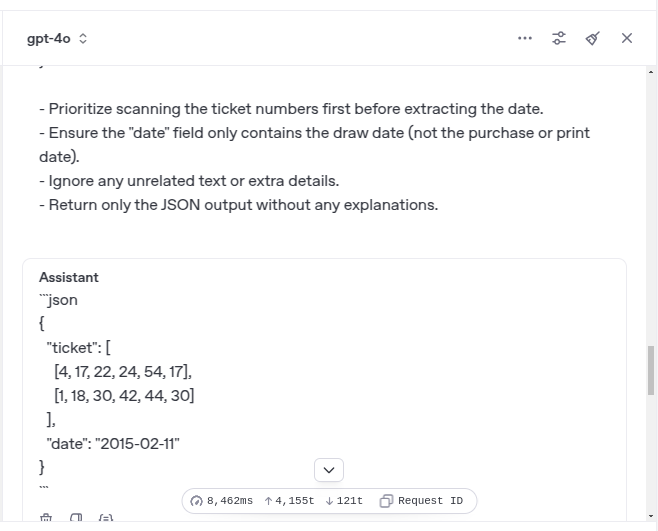 gpt-4o
- Prioritize scanning the ticket numbers first before extracting the date.
- Ensure the "date" field only contains the draw date (not the purchase or print
date).
- Ignore any unrelated text or extra details.
- Return only the JSON output without any explanations.
Assistant
```json
{
"ticket": [
[4, 17, 22, 24, 54, 17],
[1, 18, 30, 42, 44, 30]
],
"date": "2015-02-11"
}
```
8,462ms ↑4,155t ↓121t Request ID